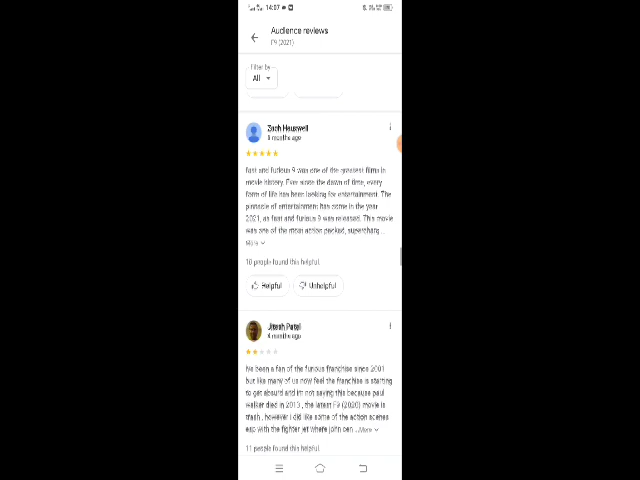 14:07
Audience reviews
F9 (2021)
Filter by
All
Zach Hauswell
8 months ago
fast and furious 9 was one of the greatest films in
movie history. Ever since the dawn of time, every
form of life has been looking for entertainment. The
pinnacle of entertainment has come in the year
2021, as fast and furious 9 was released. This movie
was one of the most action packed, supercharg...
More
10 people found this helpful.
Helpful
Unhelpful
Jitesh Patel
8 months ago
Ive been a fan of the furious franchise since 2001
but like many of us now feel the franchise is starting
to get absurd and im not saying this because paul
walker died in 2013 , the latest F9 (2020) movie is
trash , however i did like some of the action scenes
esp with the fighter jet where john cen ...More
11 people found this helpful.